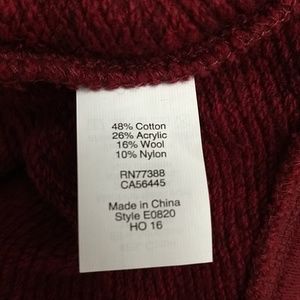 48% Cotton
26% Acrylic
16% Wool
10% Nylon
RN77388
CA56445
Made in China
Style E0820
HO 16